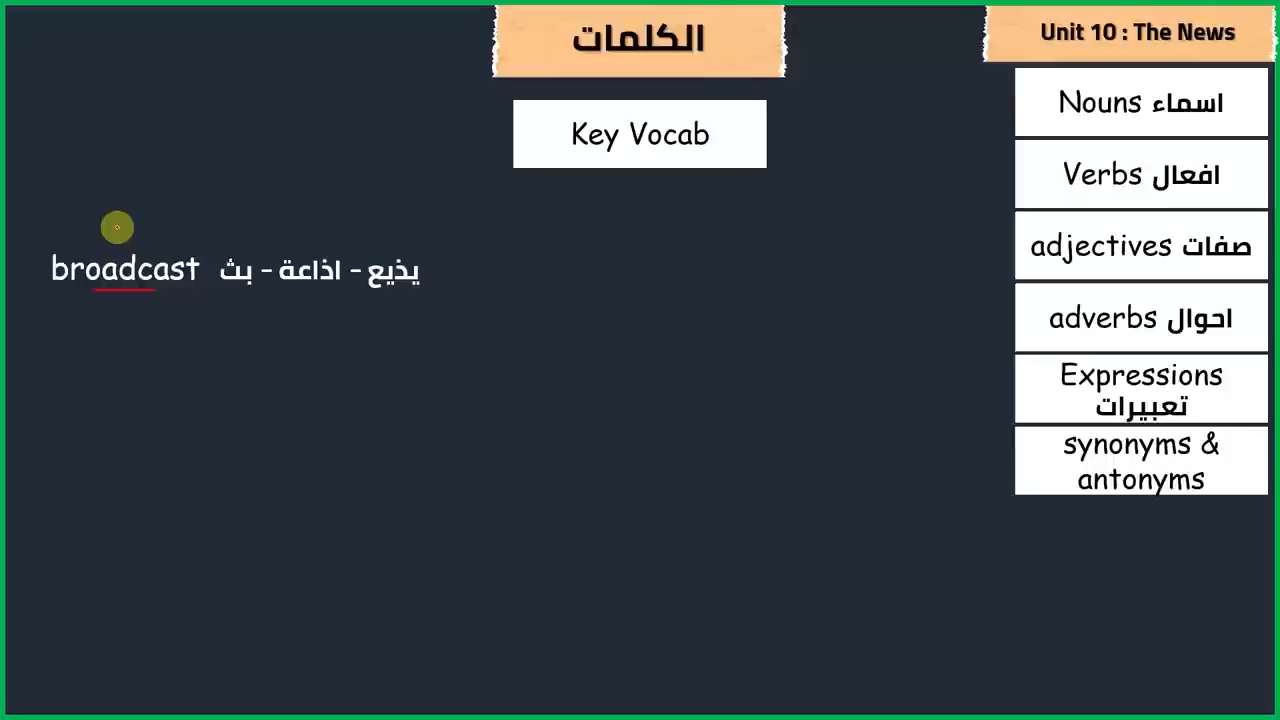 الكلمات
Unit 10 : The News
Key Vocab
broadcast يذيع - اذاعة - بث
Nouns اسماء
Verbs افعال
adjectives صفات
adverbs احوال
Expressions
تعبيرات
synonyms &
antonyms